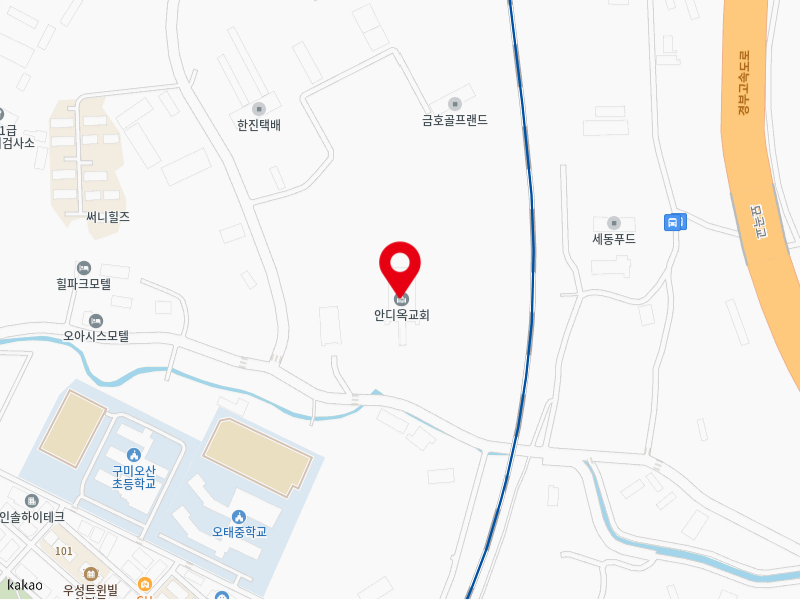 경부고속도로
1급
검사소
한진택배
금호골프랜드
써니힐즈
세동푸드
교
힐파크모텔
안디옥교회
오아시스모텔
구미오산
초등학교
인솔하이테크
오태중학교
101
우성트윈빌
kakao